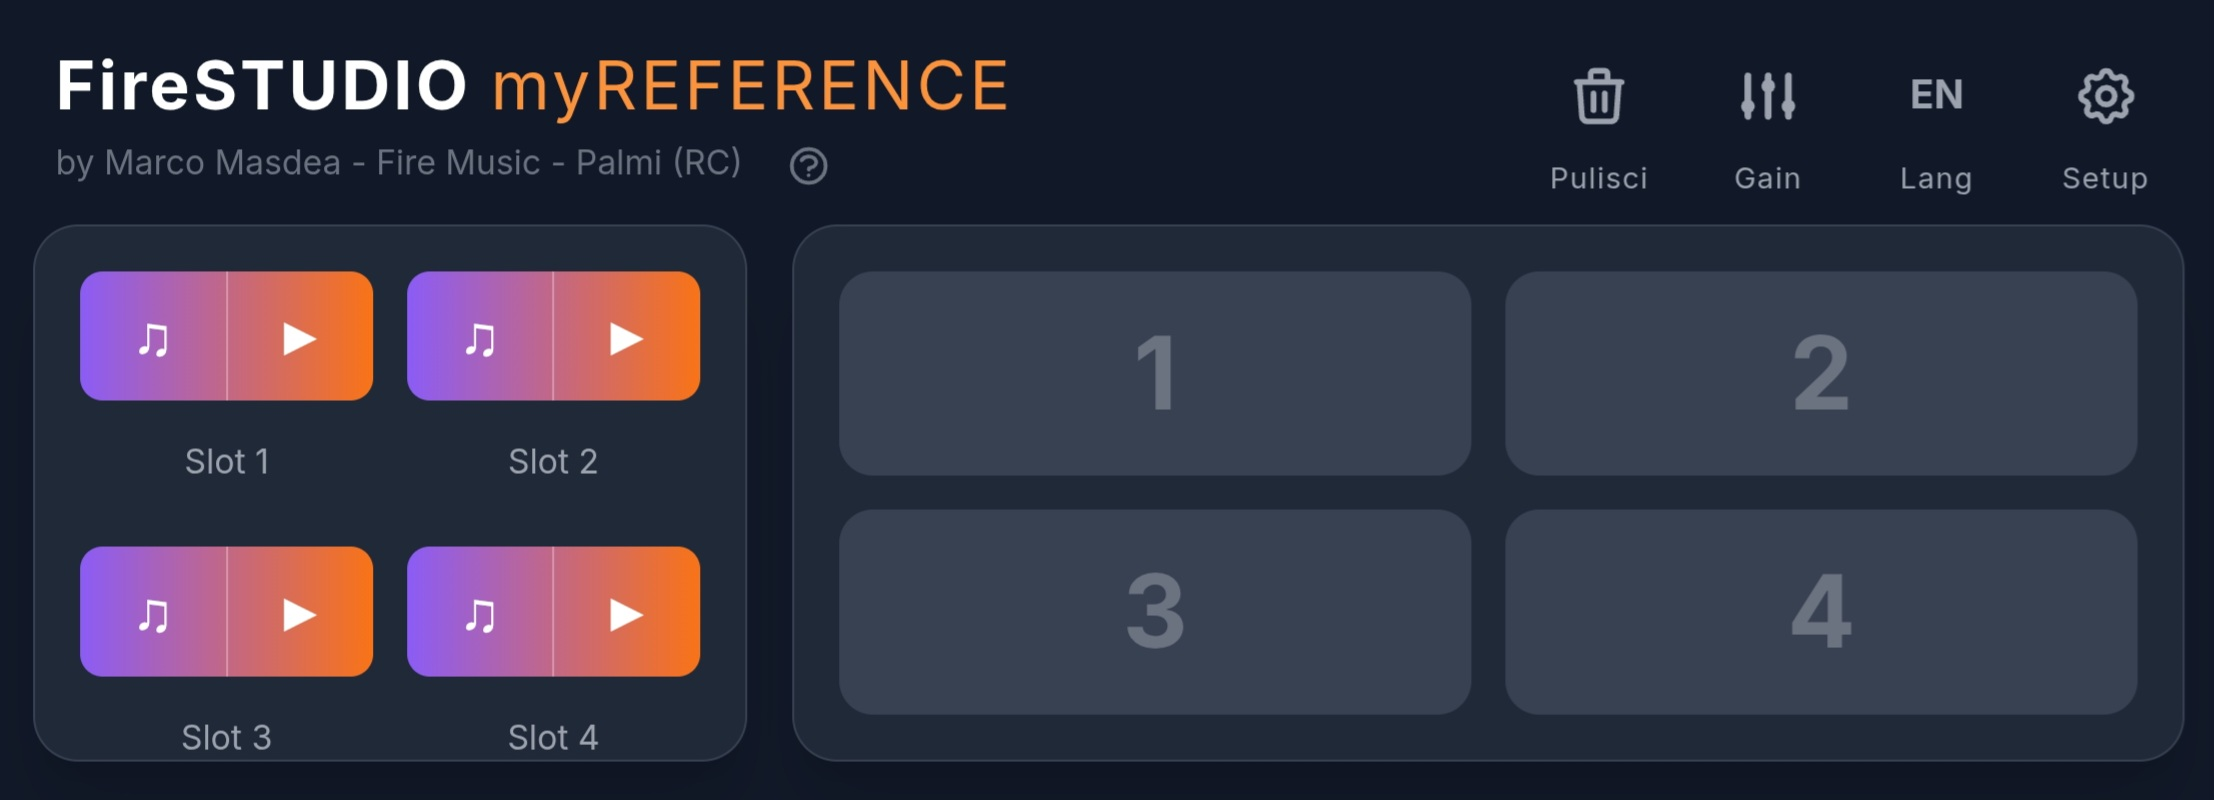 FireSTUDIO myREFERENCE
by Marco Masdea - Fire Music - Palmi (RC) ?
EN
Pulisci Gain Lang Setup
Slot 1 Slot 2
Slot 3 Slot 4
1 2
3 4